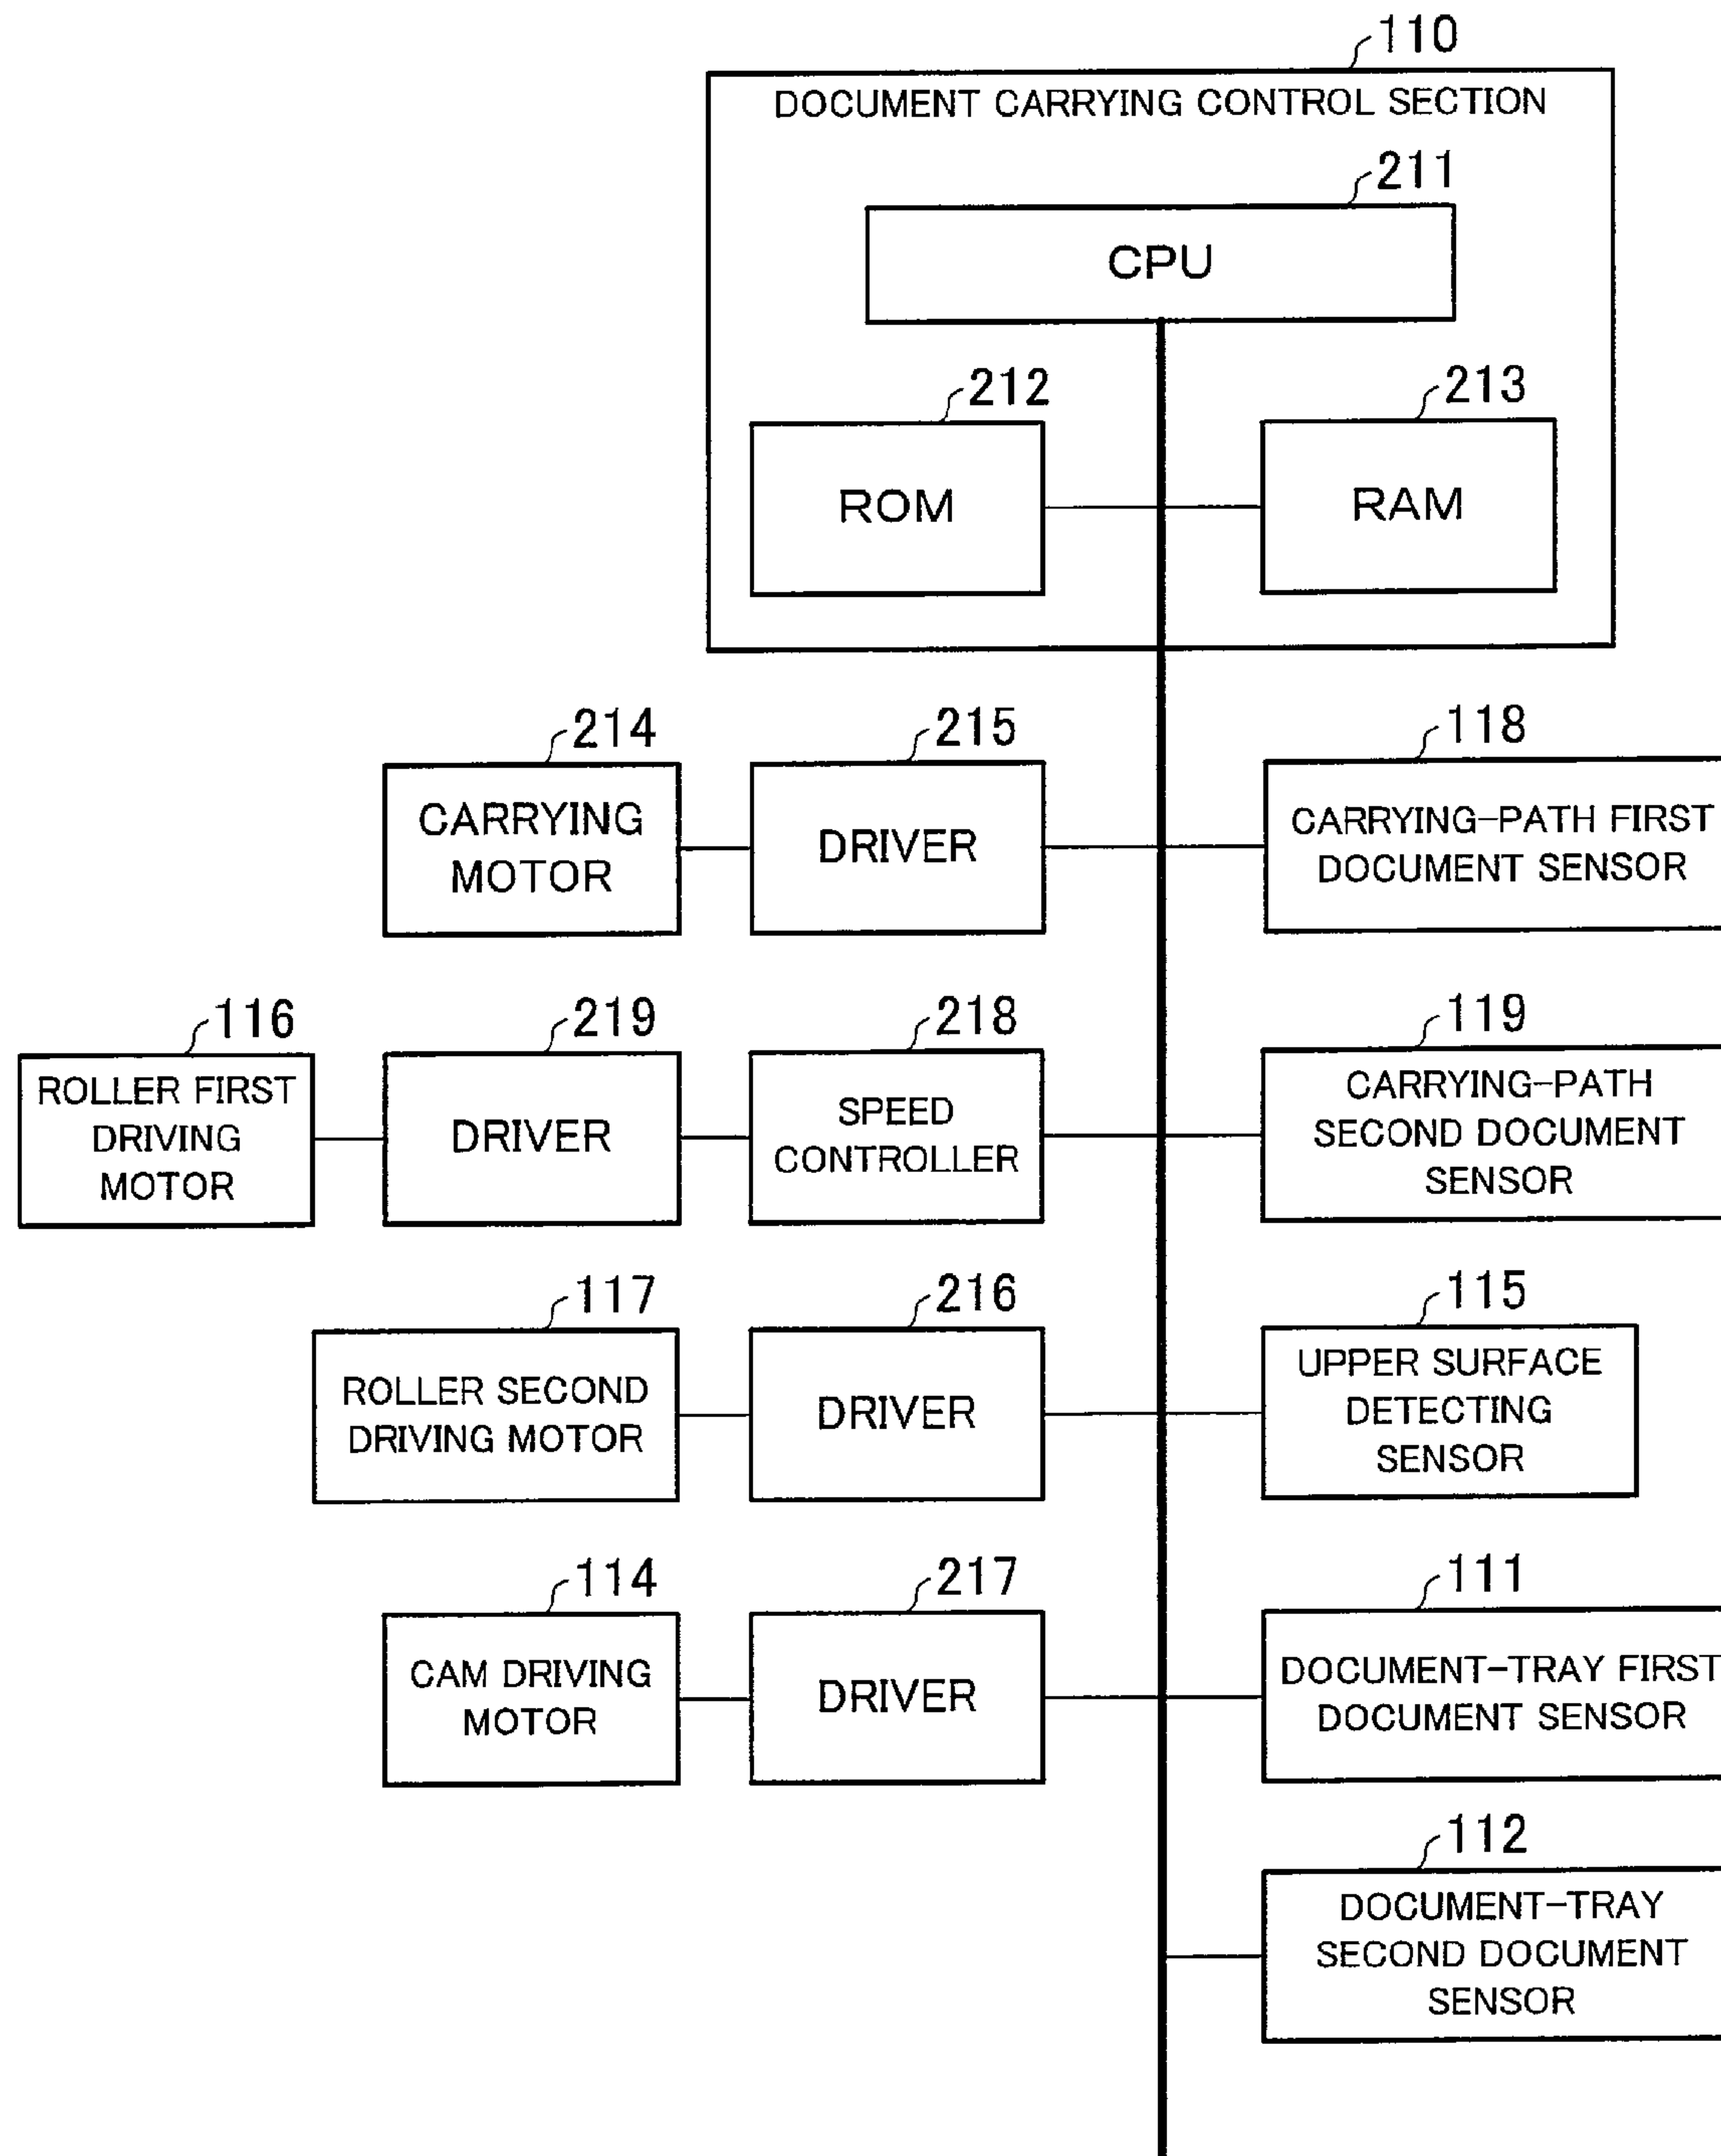 110
DOCUMENT CARRYING CONTROL SECTION
211
CPU
212
ROM
213
RAM
214
CARRYING
MOTOR
215
DRIVER
118
CARRYING-PATH FIRST
DOCUMENT SENSOR
116
ROLLER FIRST
DRIVING
MOTOR
219
DRIVER
218
SPEED
CONTROLLER
119
CARRYING-PATH
SECOND DOCUMENT
SENSOR
117
ROLLER SECOND
DRIVING MOTOR
216
DRIVER
115
UPPER SURFACE
DETECTING
SENSOR
114
CAM DRIVING
MOTOR
217
DRIVER
111
DOCUMENT-TRAY FIRST
DOCUMENT SENSOR
112
DOCUMENT-TRAY
SECOND DOCUMENT
SENSOR